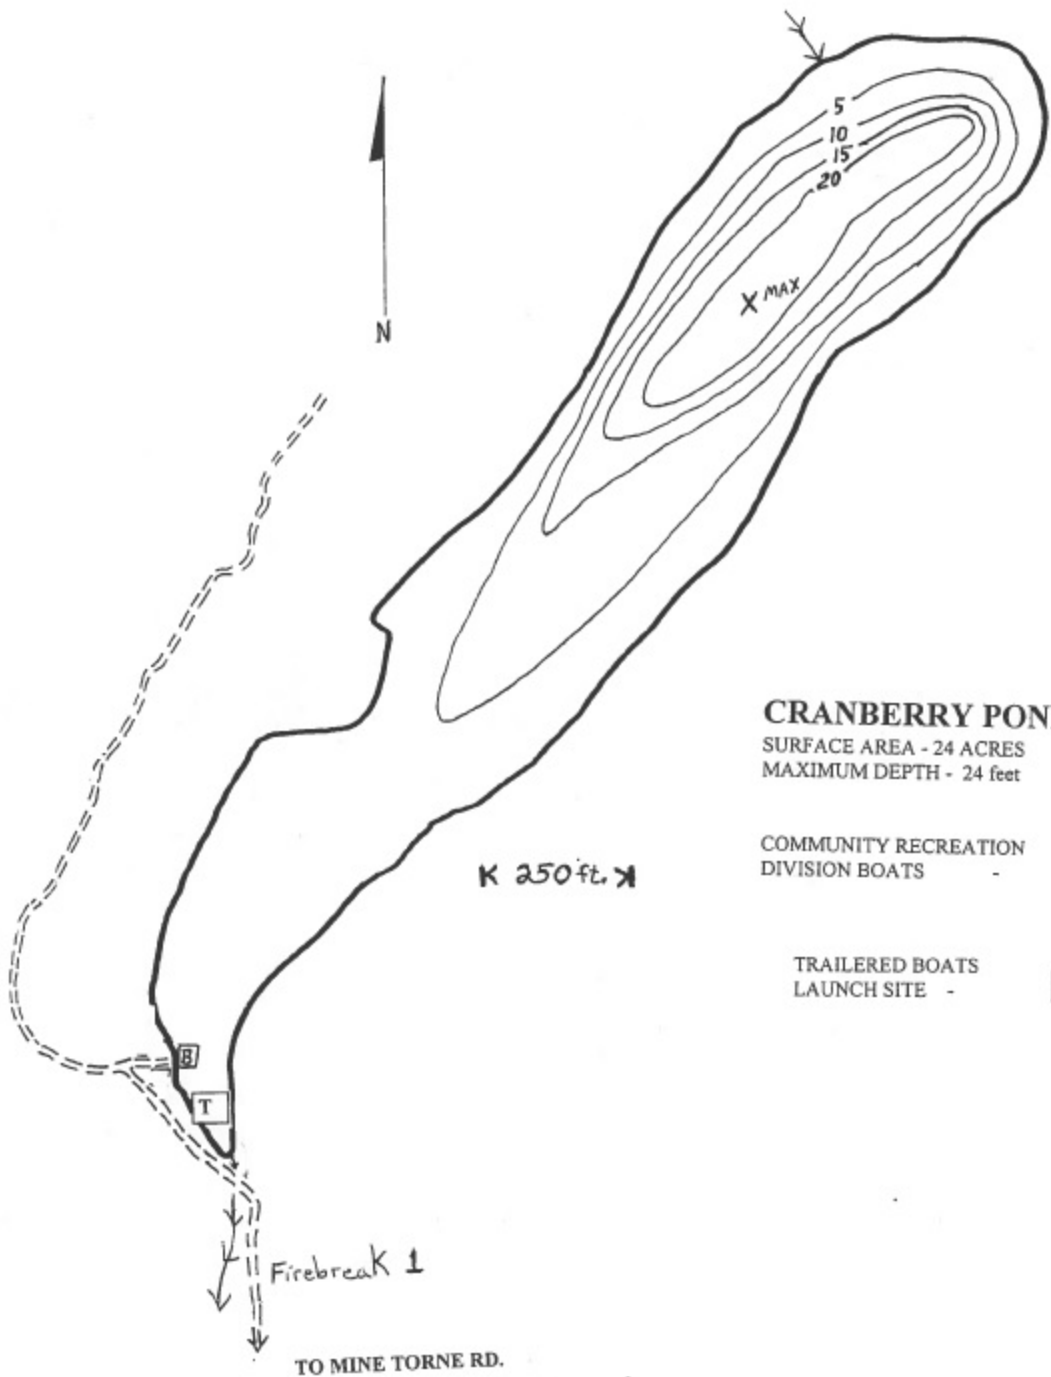 5
10
15
20
X MAX
N
CRANBERRY PON
SURFACE AREA - 24 ACRES
MAXIMUM DEPTH - 24 feet
COMMUNITY RECREATION
DIVISION BOATS -
250 ft.
TRAILERED BOATS
LAUNCH SITE -
B
T
Firebreak 1
TO MINE TORNE RD.